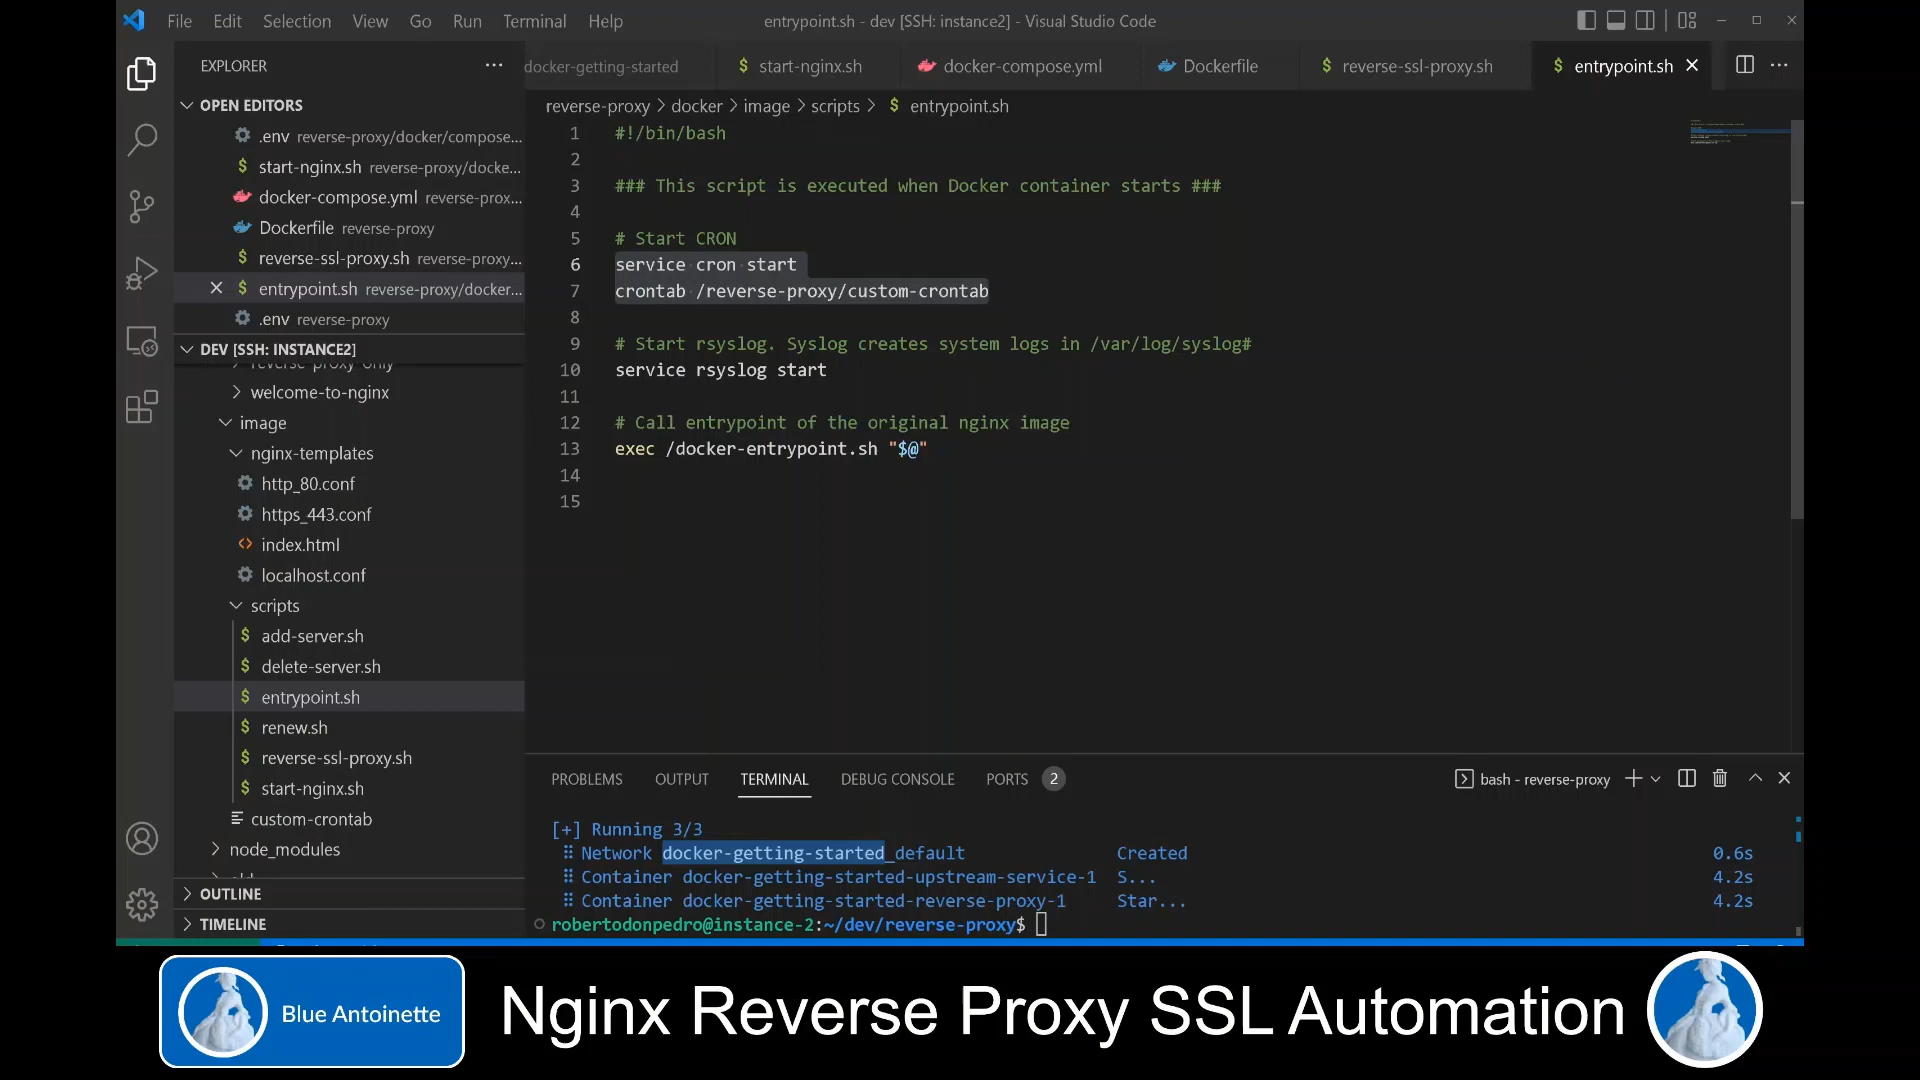 File Edit Selection View Go Run Terminal Help
entrypoint.sh - dev [SSH: instance2] - Visual Studio Code
EXPLORER
docker-getting-started
$ start-nginx.sh
docker-compose.yml
Dockerfile
$ reverse-ssl-proxy.sh
$ entrypoint.sh
OPEN EDITORS
.env reverse-proxy/docker/compose...
$ start-nginx.sh reverse-proxy/docke...
docker-compose.yml reverse-prox...
Dockerfile reverse-proxy
$ reverse-ssl-proxy.sh reverse-proxy...
$ entrypoint.sh reverse-proxy/docker...
.env reverse-proxy
DEV [SSH: INSTANCE2]
reverse-proxy-only
welcome-to-nginx
image
nginx-templates
http_80.conf
https_443.conf
index.html
localhost.conf
scripts
$ add-server.sh
$ delete-server.sh
$ entrypoint.sh
$ renew.sh
$ reverse-ssl-proxy.sh
$ start-nginx.sh
custom-crontab
node_modules
OUTLINE
TIMELINE
reverse-proxy > docker > image > scripts > $ entrypoint.sh
1 #!/bin/bash
2
3 ### This script is executed when Docker container starts ###
4
5 # Start CRON
6 service cron start
7 crontab /reverse-proxy/custom-crontab
8
9 # Start rsyslog. Syslog creates system logs in /var/log/syslog#
10 service rsyslog start
11
12 # Call entrypoint of the original nginx image
13 exec /docker-entrypoint.sh "$@"
14
15
PROBLEMS OUTPUT TERMINAL DEBUG CONSOLE PORTS 2
bash - reverse-proxy
[+] Running 3/3
Network docker-getting-started_default Created 0.6s
Container docker-getting-started-upstream-service-1 S... 4.2s
Container docker-getting-started-reverse-proxy-1 Star... 4.2s
robertodonpedro@instance-2:~/dev/reverse-proxy$
Blue Antoinette
Nginx Reverse Proxy SSL Automation